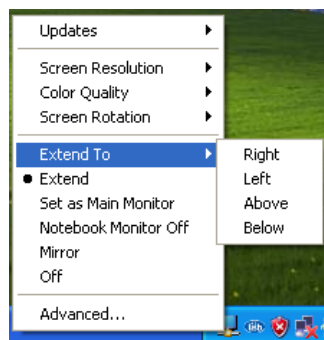 Updates
Screen Resolution
Color Quality
Screen Rotation
Extend To
Right
Extend
Left
Set as Main Monitor
Above
Notebook Monitor Off
Below
Mirror
Off
Advanced...